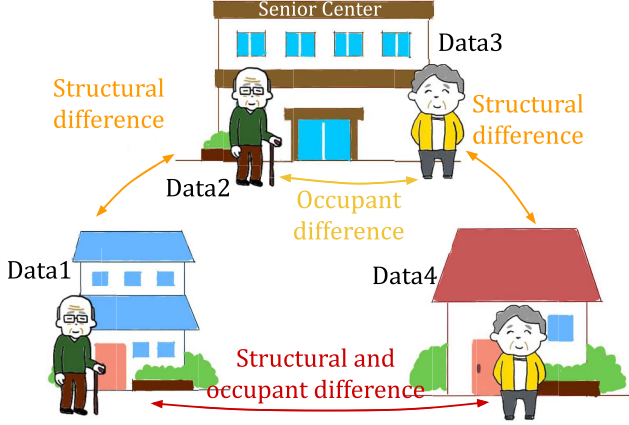 Senior Center
Data3
Structural
difference
Structural
difference
Data2
Occupant
difference
Data1
Data4
Structural and
occupant difference